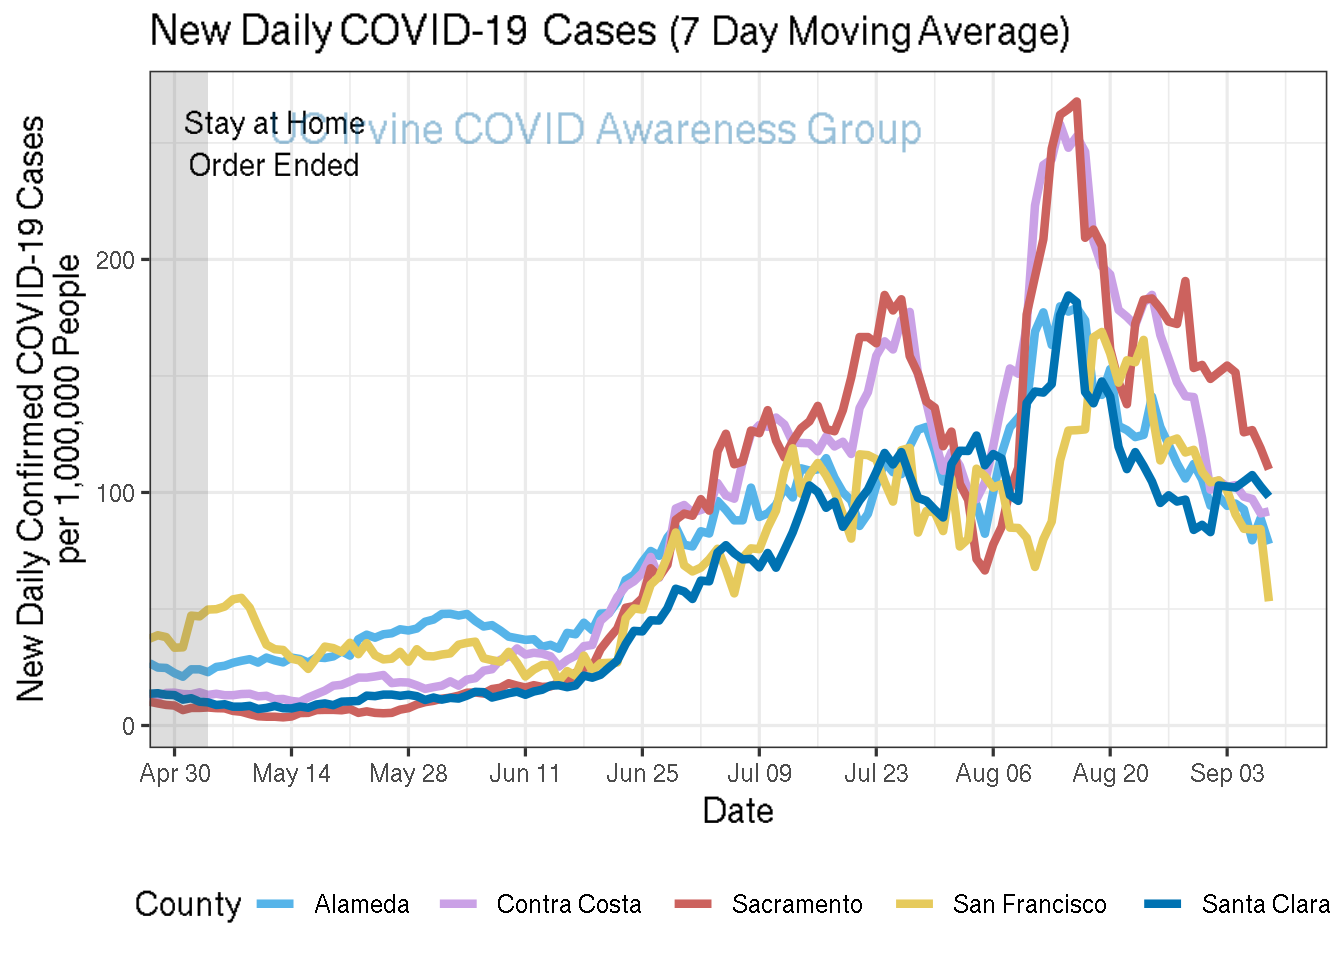 New Daily COVID-19 Cases (7 Day Moving Average)
Stay at Home
UC Irvine COVID Awareness Group
Order Ended
New Daily Confirmed COVID-19 Cases
per 1,000,000 People
200
100
0
Apr 30 May 14 May 28 Jun 11 Jun 25 Jul 09 Jul 23 Aug 06 Aug 20 Sep 03
Date
County Alameda Contra Costa Sacramento San Francisco Santa Clara